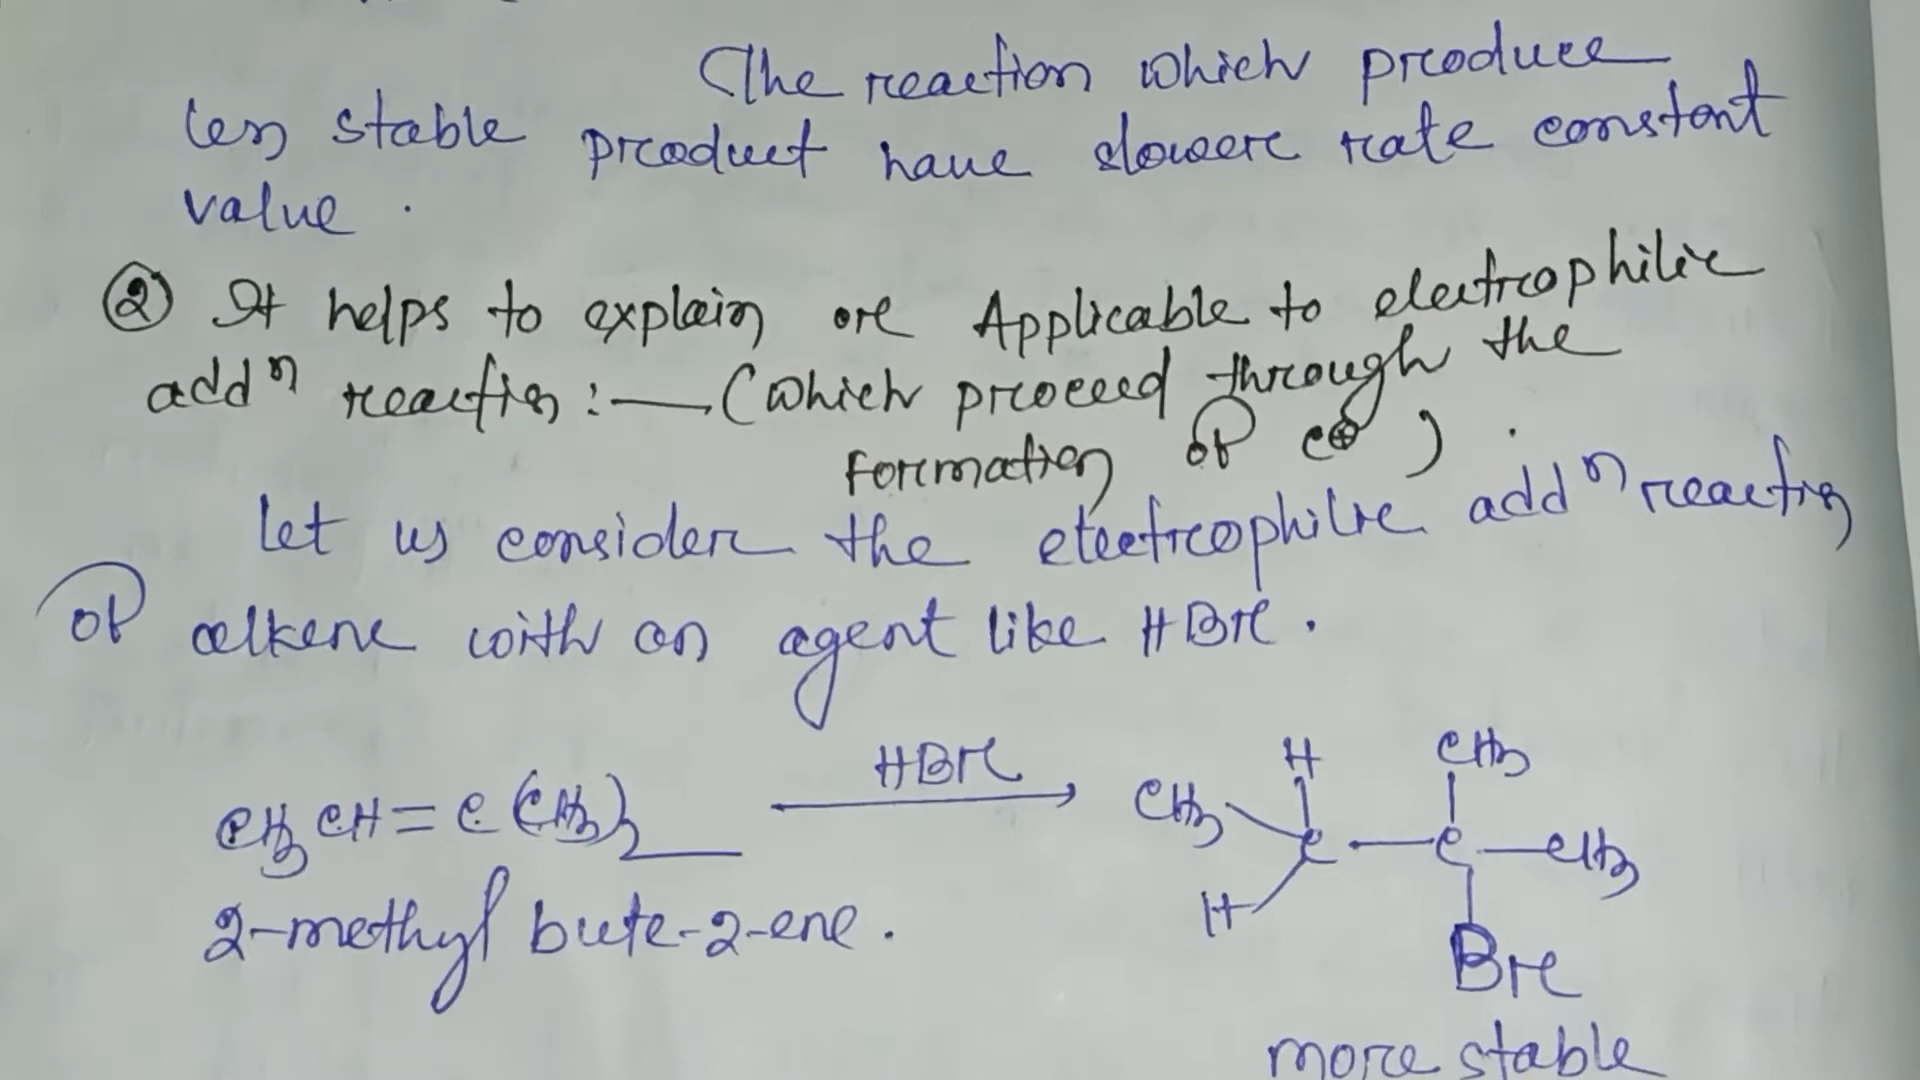 The reaction which produce
less stable product have slower rate constant
value.
② It helps to explain or Applicable to electrophilic
addⁿ reaction :— (which proceed through the
formation of C⊕).
Let us consider the electrophilic addⁿ reaction
of alkene with an agent like HBr.
CH₃CH=C(CH₃)₂ HBr → CH₃ H CH₃
C — C — CH₃
H Br
2-methyl bute-2-ene.
more stable